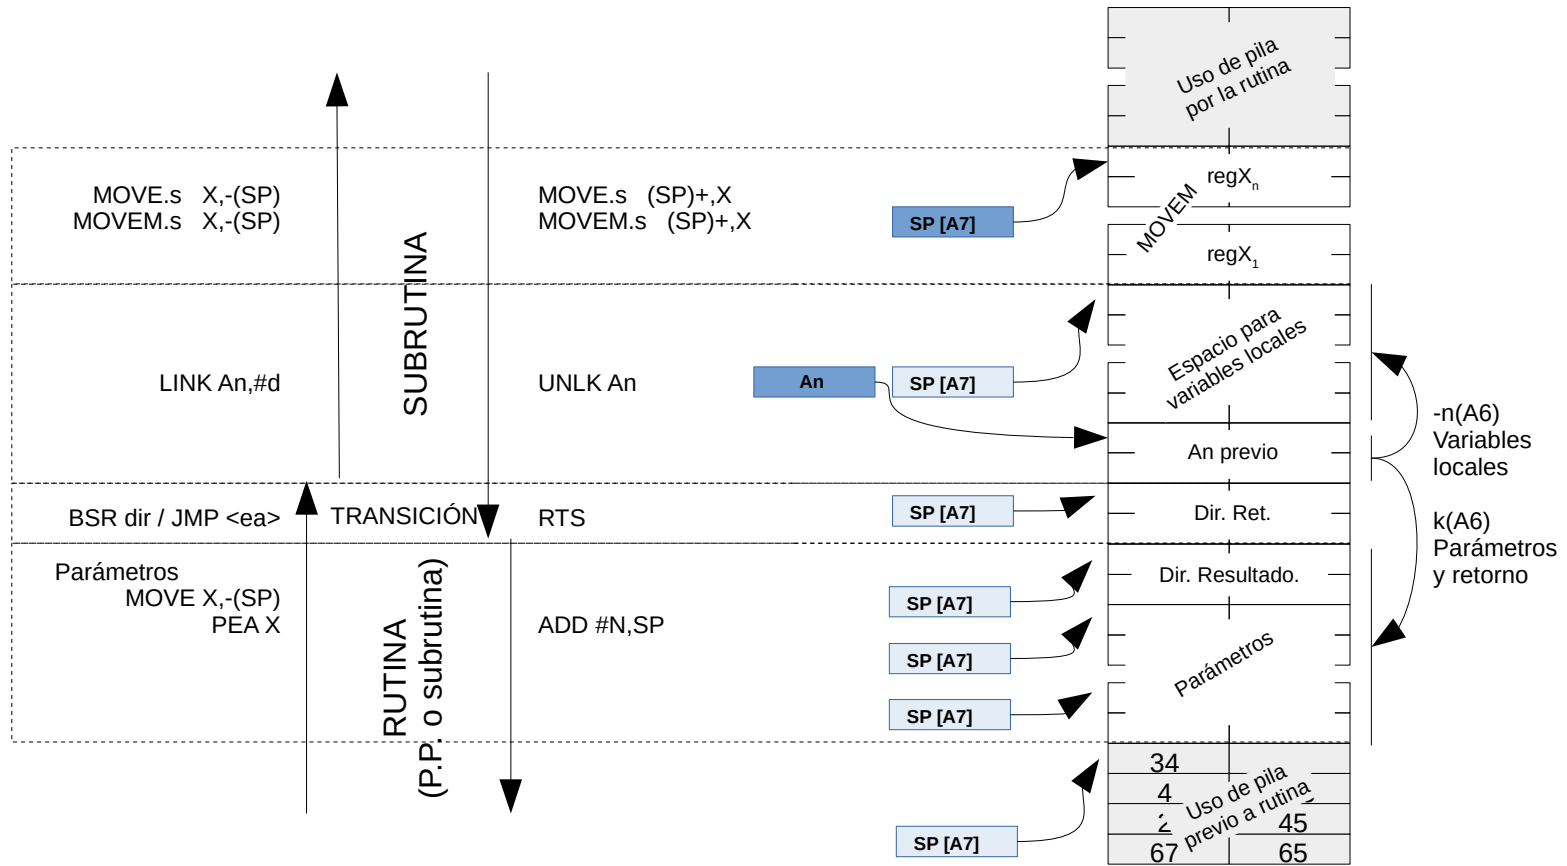 Uso de pila
por la rutina
MOVE.s X,-(SP)
MOVEM.s X,-(SP)
MOVE.s (SP)+,X
MOVEM.s (SP)+,X
SP [A7]
MOVEM
regXn
regX1
SUBRUTINA
LINK An,#d
UNLK An
An
SP [A7]
Espacio para
variables locales
An previo
-n(A6)
Variables
locales
BSR dir / JMP <ea>
TRANSICIÓN
RTS
SP [A7]
Dir. Ret.
k(A6)
Parámetros
y retorno
Parámetros
MOVE X,-(SP)
PEA X
RUTINA
(P.P. o subrutina)
ADD #N,SP
SP [A7]
SP [A7]
SP [A7]
Dir. Resultado.
Parámetros
SP [A7]
34
4
Uso de pila
previo a rutina
45
67
65